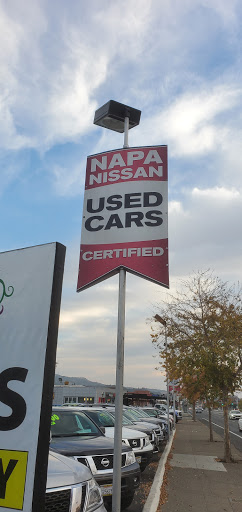 NAPA
NISSAN
USED
CARS
CERTIFIED
S
Y